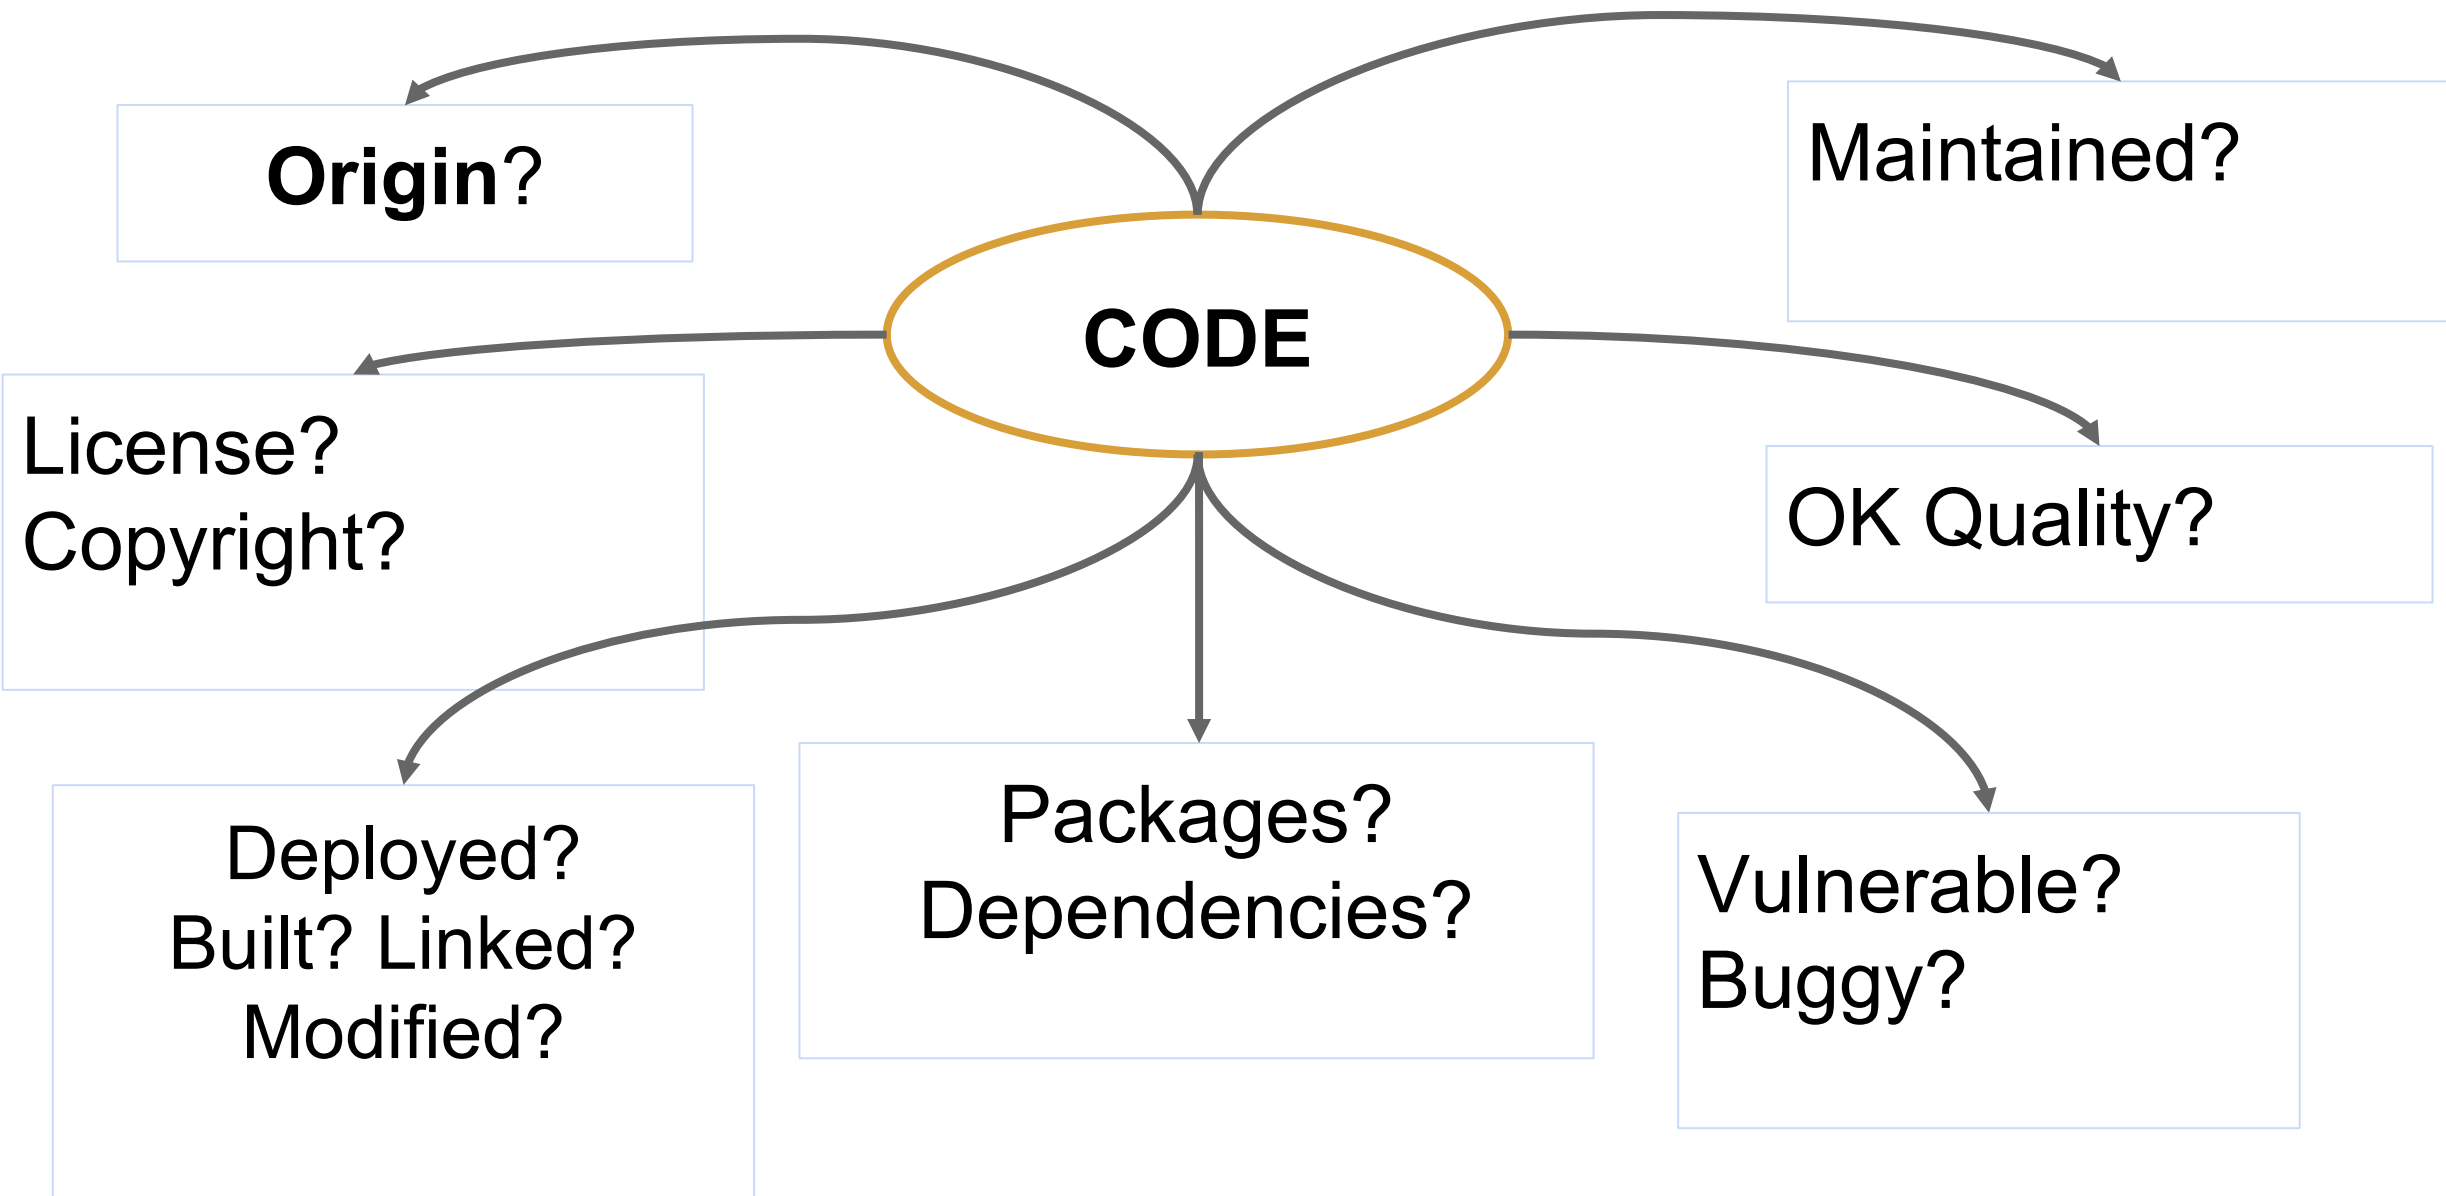 Origin?
Maintained?
CODE
License?
Copyright?
OK Quality?
Deployed?
Built? Linked?
Modified?
Packages?
Dependencies?
Vulnerable?
Buggy?